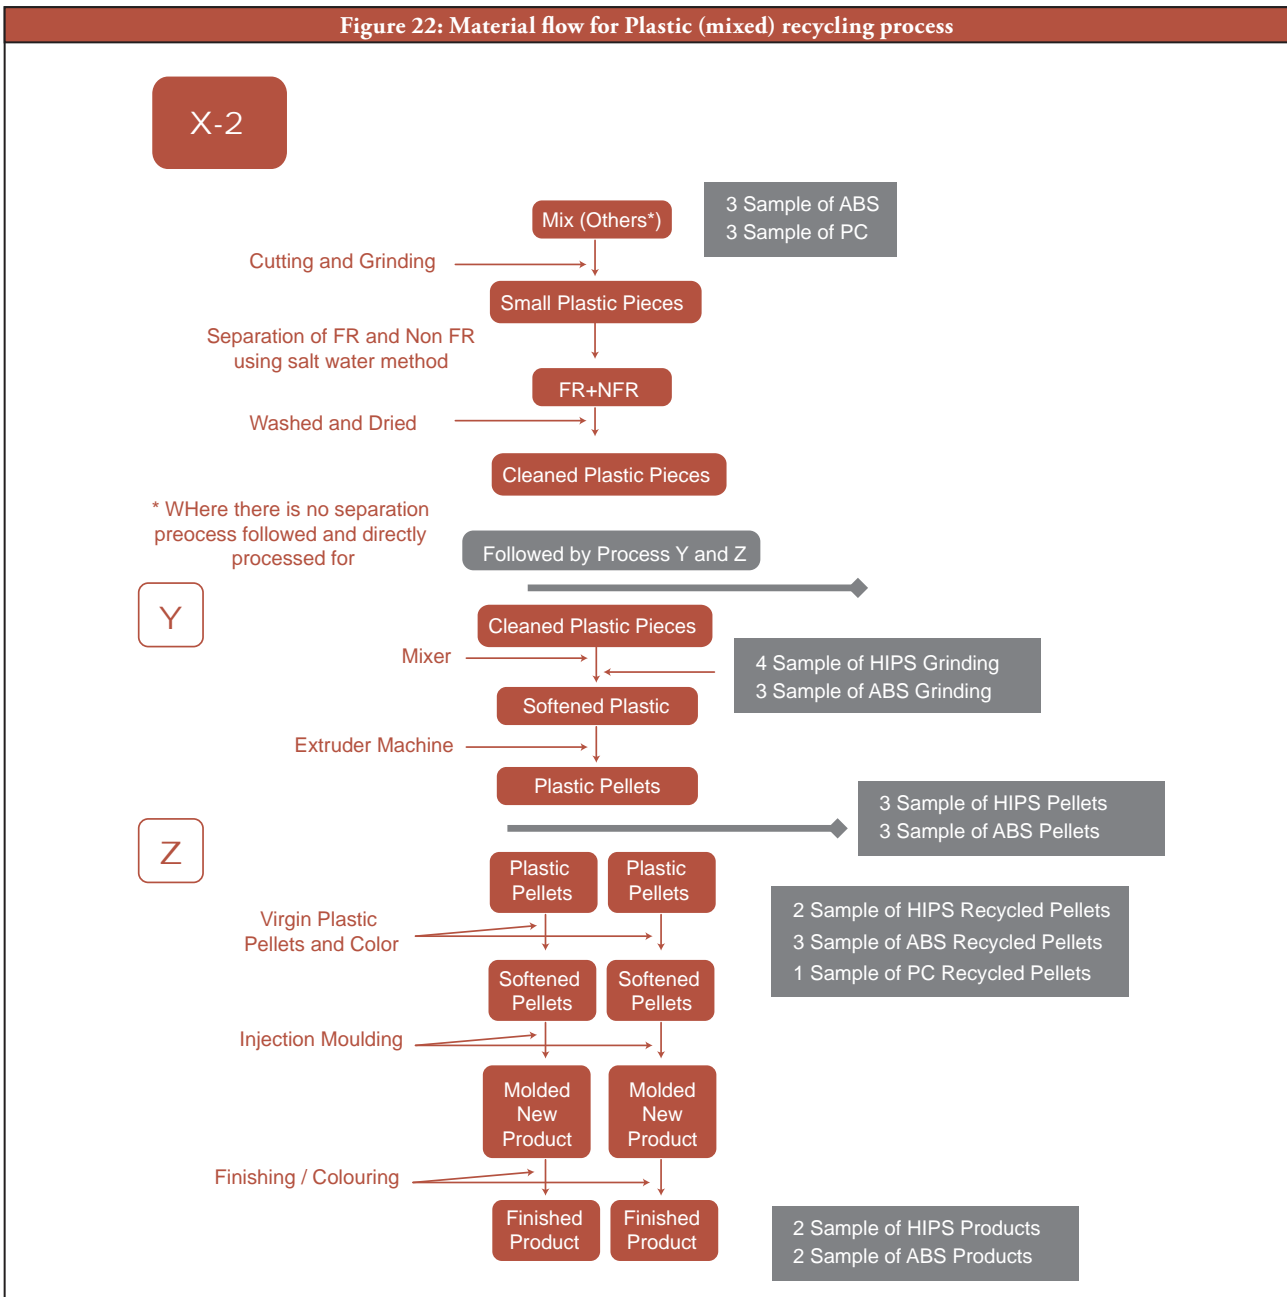 Figure 22: Material flow for Plastic (mixed) recycling process
X-2
Mix (Others*)
3 Sample of ABS
3 Sample of PC
Cutting and Grinding
Small Plastic Pieces
Separation of FR and Non FR
using salt water method
FR+NFR
Washed and Dried
Cleaned Plastic Pieces
* WHere there is no separation
preocess followed and directly
processed for
Followed by Process Y and Z
Y
Cleaned Plastic Pieces
Mixer
4 Sample of HIPS Grinding
3 Sample of ABS Grinding
Softened Plastic
Extruder Machine
Plastic Pellets
3 Sample of HIPS Pellets
3 Sample of ABS Pellets
Z
Plastic
Pellets
Plastic
Pellets
Virgin Plastic
Pellets and Color
2 Sample of HIPS Recycled Pellets
3 Sample of ABS Recycled Pellets
1 Sample of PC Recycled Pellets
Softened
Pellets
Softened
Pellets
Injection Moulding
Molded
New
Product
Molded
New
Product
Finishing / Colouring
Finished
Product
Finished
Product
2 Sample of HIPS Products
2 Sample of ABS Products